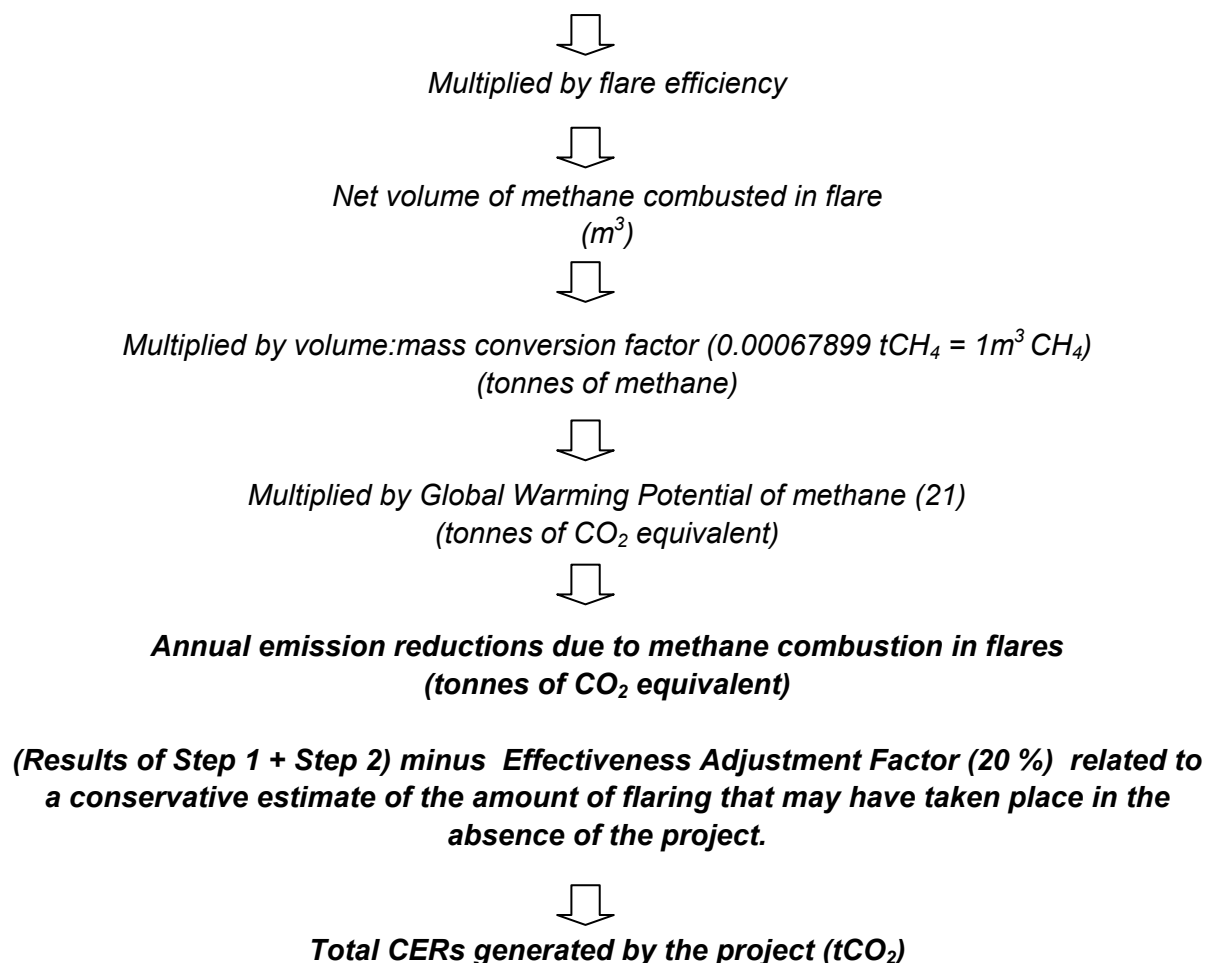 Multiplied by flare efficiency
Net volume of methane combusted in flare
(m³)
Multiplied by volume:mass conversion factor (0.00067899 tCH₄ = 1m³ CH₄)
(tonnes of methane)
Multiplied by Global Warming Potential of methane (21)
(tonnes of CO₂ equivalent)
Annual emission reductions due to methane combustion in flares
(tonnes of CO₂ equivalent)
(Results of Step 1 + Step 2) minus Effectiveness Adjustment Factor (20 %) related to
a conservative estimate of the amount of flaring that may have taken place in the
absence of the project.
Total CERs generated by the project (tCO₂)